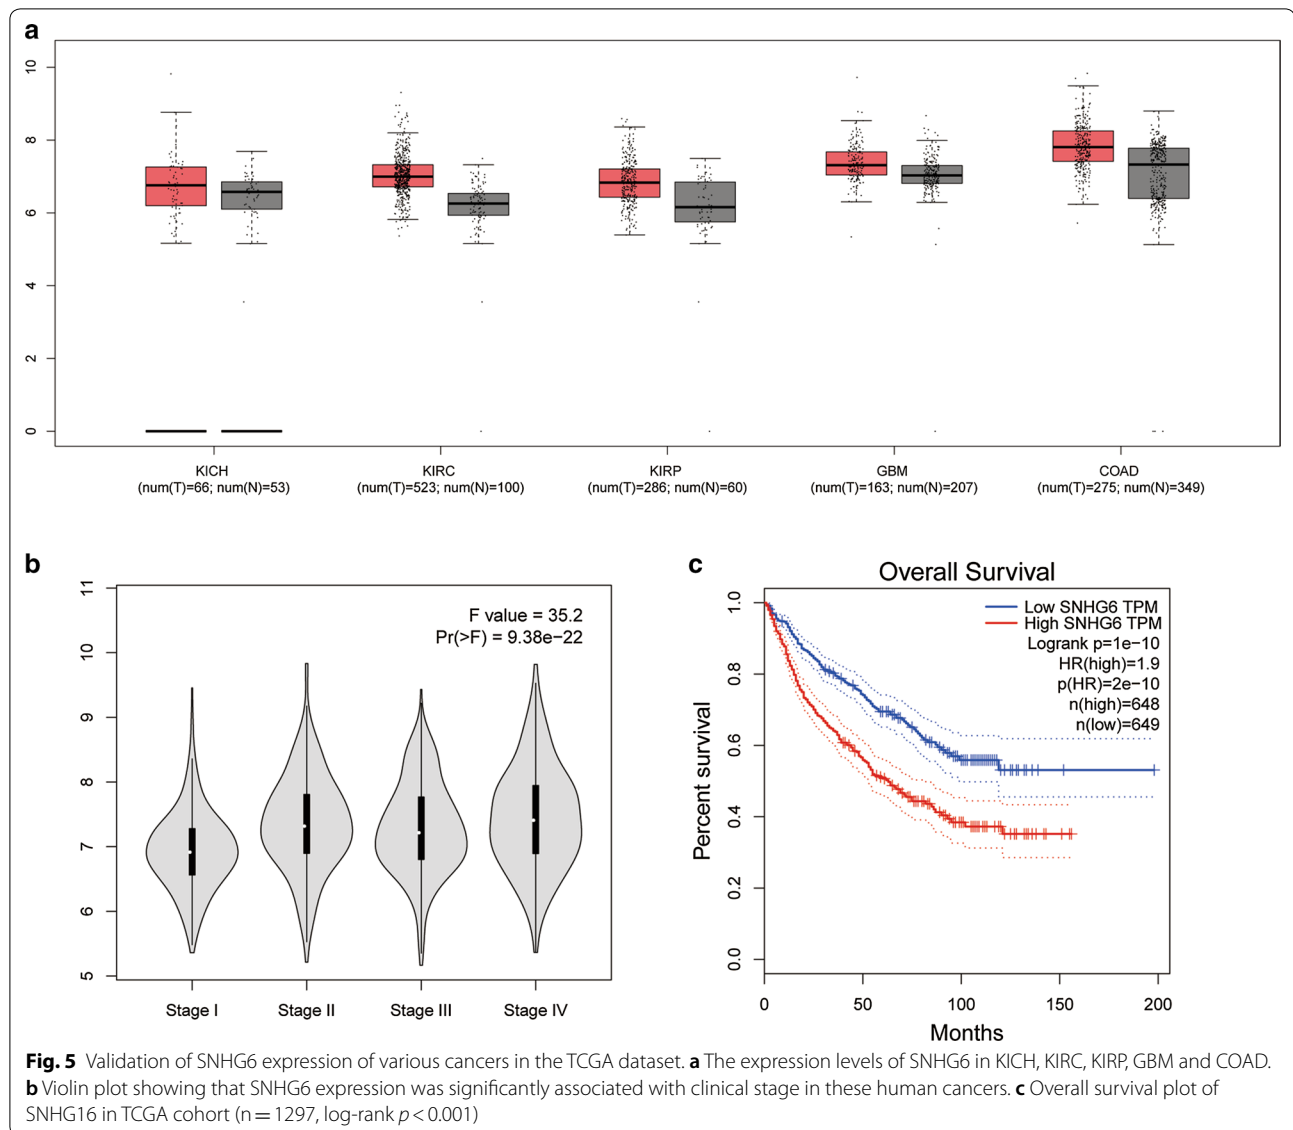 a
10
8
6
4
2
0
KICH
(num(T)=66; num(N)=53)
KIRC
(num(T)=523; num(N)=100)
KIRP
(num(T)=286; num(N)=60)
GBM
(num(T)=163; num(N)=207)
COAD
(num(T)=275; num(N)=349)
b
11
10
9
8
7
6
5
F value = 35.2
Pr(>F) = 9.38e−22
Stage I
Stage II
Stage III
Stage IV
c
Overall Survival
Percent survival
1.0
0.8
0.6
0.4
0.2
0.0
Low SNHG6 TPM
High SNHG6 TPM
Logrank p=1e−10
HR(high)=1.9
p(HR)=2e−10
n(high)=648
n(low)=649
0
50
100
150
200
Months
Fig. 5 Validation of SNHG6 expression of various cancers in the TCGA dataset. a The expression levels of SNHG6 in KICH, KIRC, KIRP, GBM and COAD.
b Violin plot showing that SNHG6 expression was significantly associated with clinical stage in these human cancers. c Overall survival plot of
SNHG16 in TCGA cohort (n = 1297, log-rank p < 0.001)